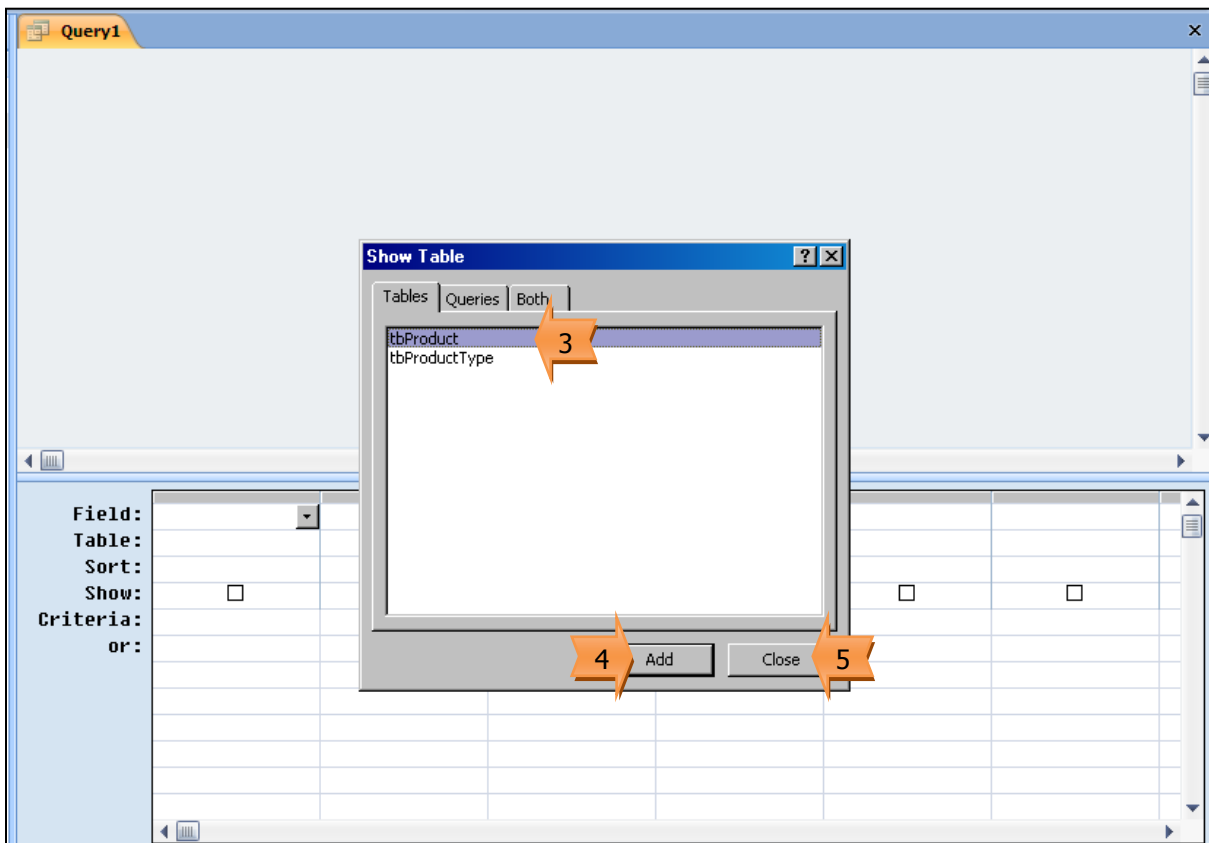 Query1
Show Table
Tables Queries Both
tbProduct
3
tbProductType
Field:
Table:
Sort:
Show:
Criteria:
or:
4 Add Close 5